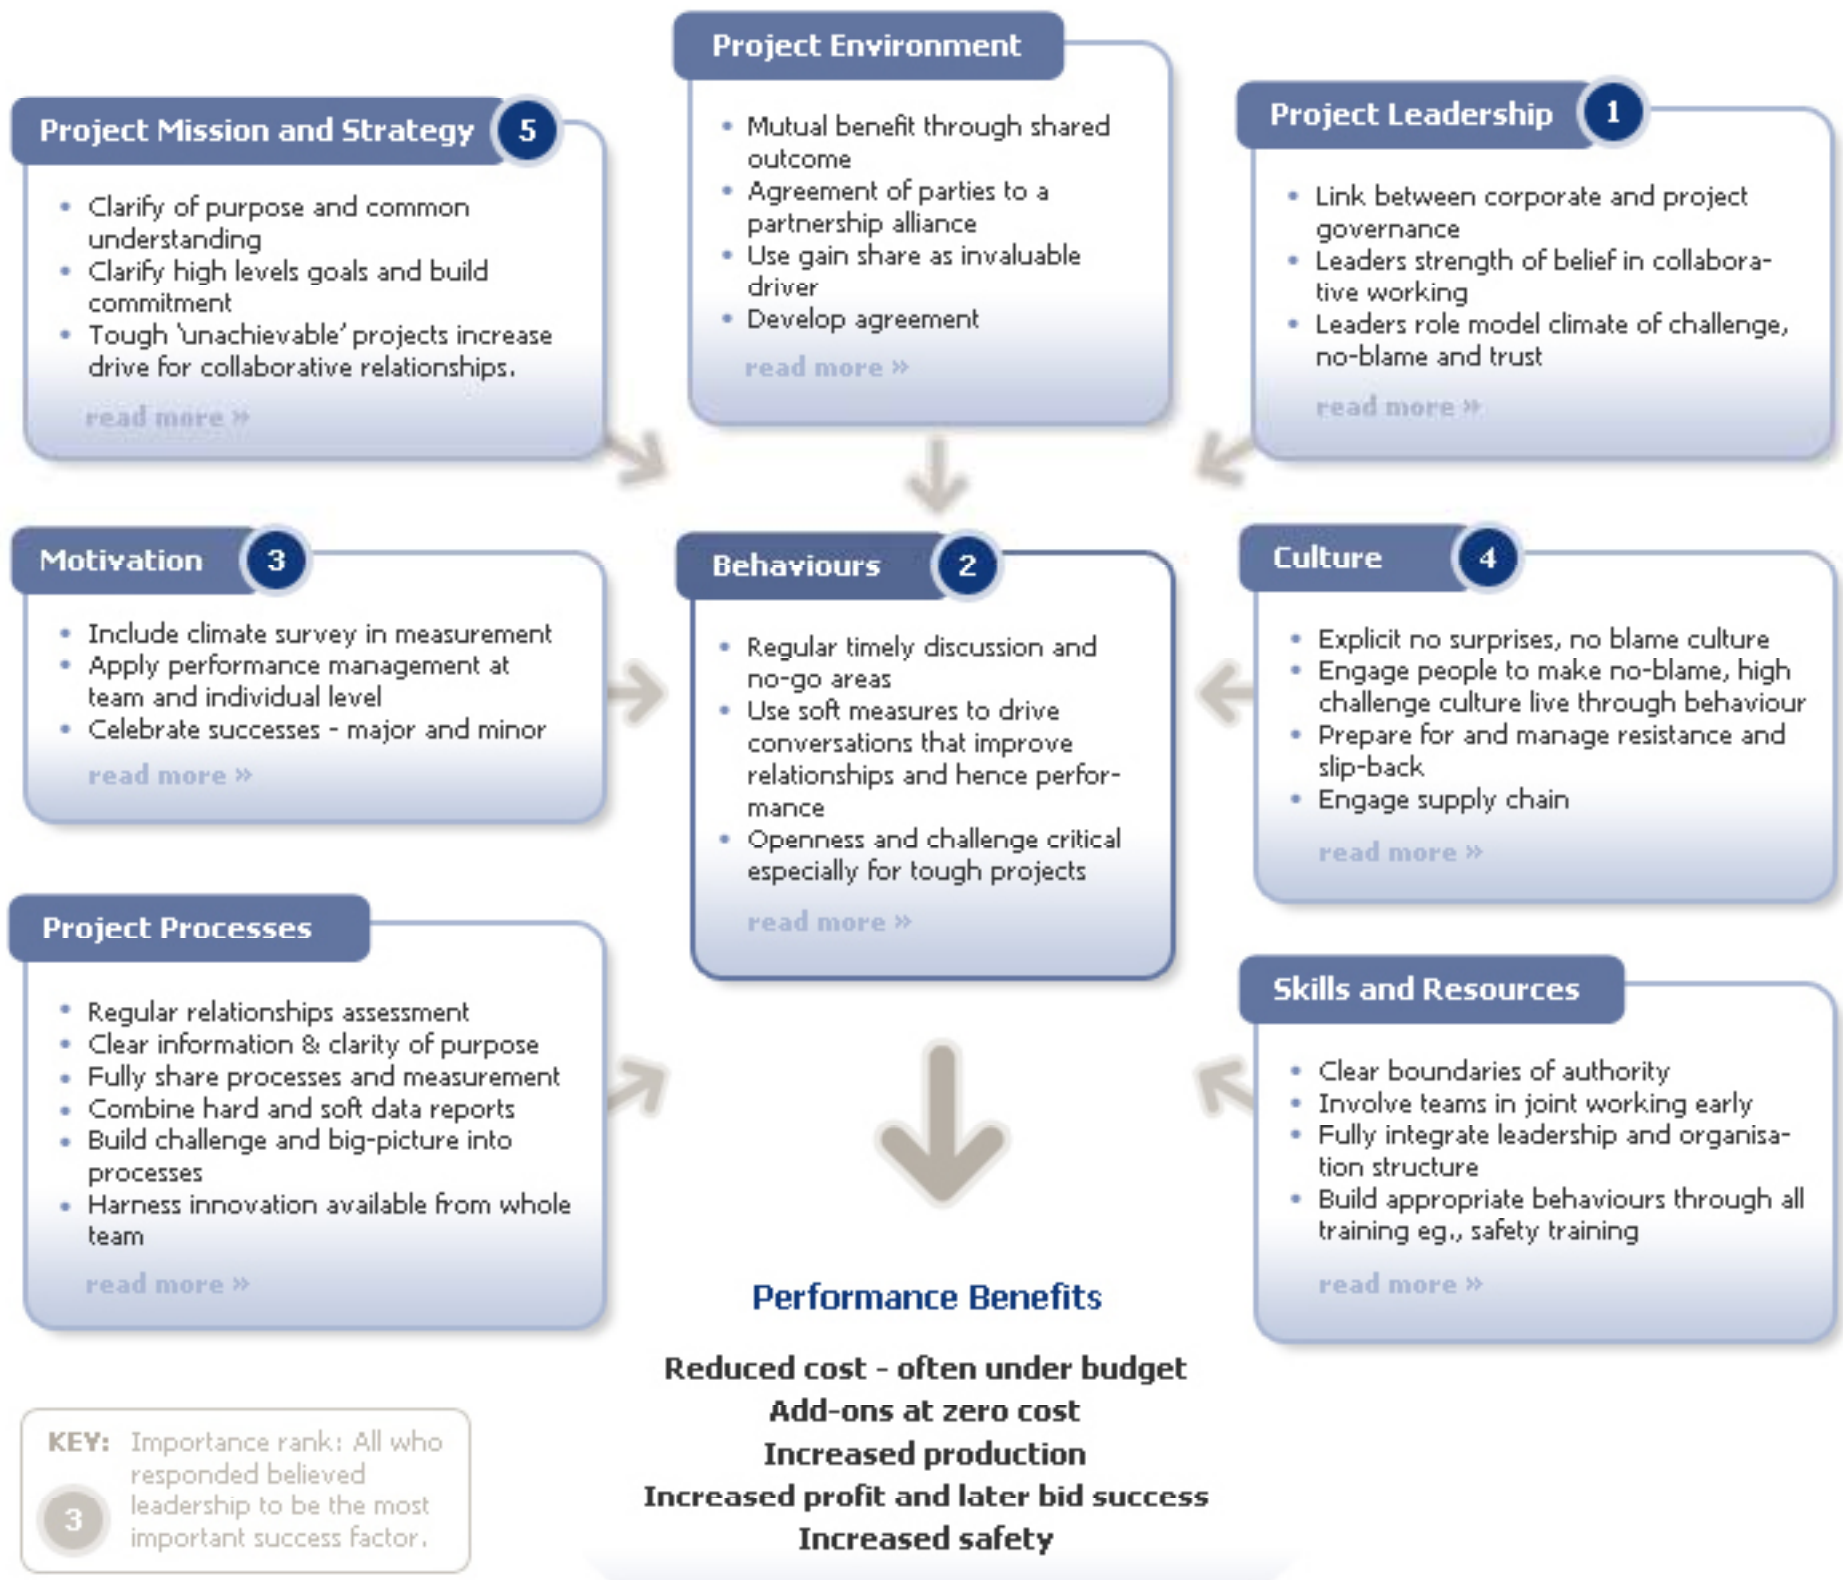 Project Environment
Mutual benefit through shared
outcome
Agreement of parties to a
partnership alliance
Use gain share as invaluable
driver
Develop agreement
read more »
Project Mission and Strategy 5
Clarify of purpose and common
understanding
Clarify high levels goals and build
commitment
Tough 'unachievable' projects increase
drive for collaborative relationships.
read more »
Project Leadership 1
Link between corporate and project
governance
Leaders strength of belief in collabora-
tive working
Leaders role model climate of challenge,
no-blame and trust
read more »
Motivation 3
Include climate survey in measurement
Apply performance management at
team and individual level
Celebrate successes - major and minor
read more »
Behaviours 2
Regular timely discussion and
no-go areas
Use soft measures to drive
conversations that improve
relationships and hence perfor-
mance
Openness and challenge critical
especially for tough projects
read more »
Culture 4
Explicit no surprises, no blame culture
Engage people to make no-blame, high
challenge culture live through behaviour
Prepare for and manage resistance and
slip-back
Engage supply chain
read more »
Project Processes
Regular relationships assessment
Clear information & clarity of purpose
Fully share processes and measurement
Combine hard and soft data reports
Build challenge and big-picture into
processes
Harness innovation available from whole
team
read more »
Skills and Resources
Clear boundaries of authority
Involve teams in joint working early
Fully integrate leadership and organisa-
tion structure
Build appropriate behaviours through all
training eg., safety training
read more »
Performance Benefits
Reduced cost - often under budget
Add-ons at zero cost
Increased production
Increased profit and later bid success
Increased safety
KEY: Importance rank: All who
responded believed
leadership to be the most
important success factor.
3